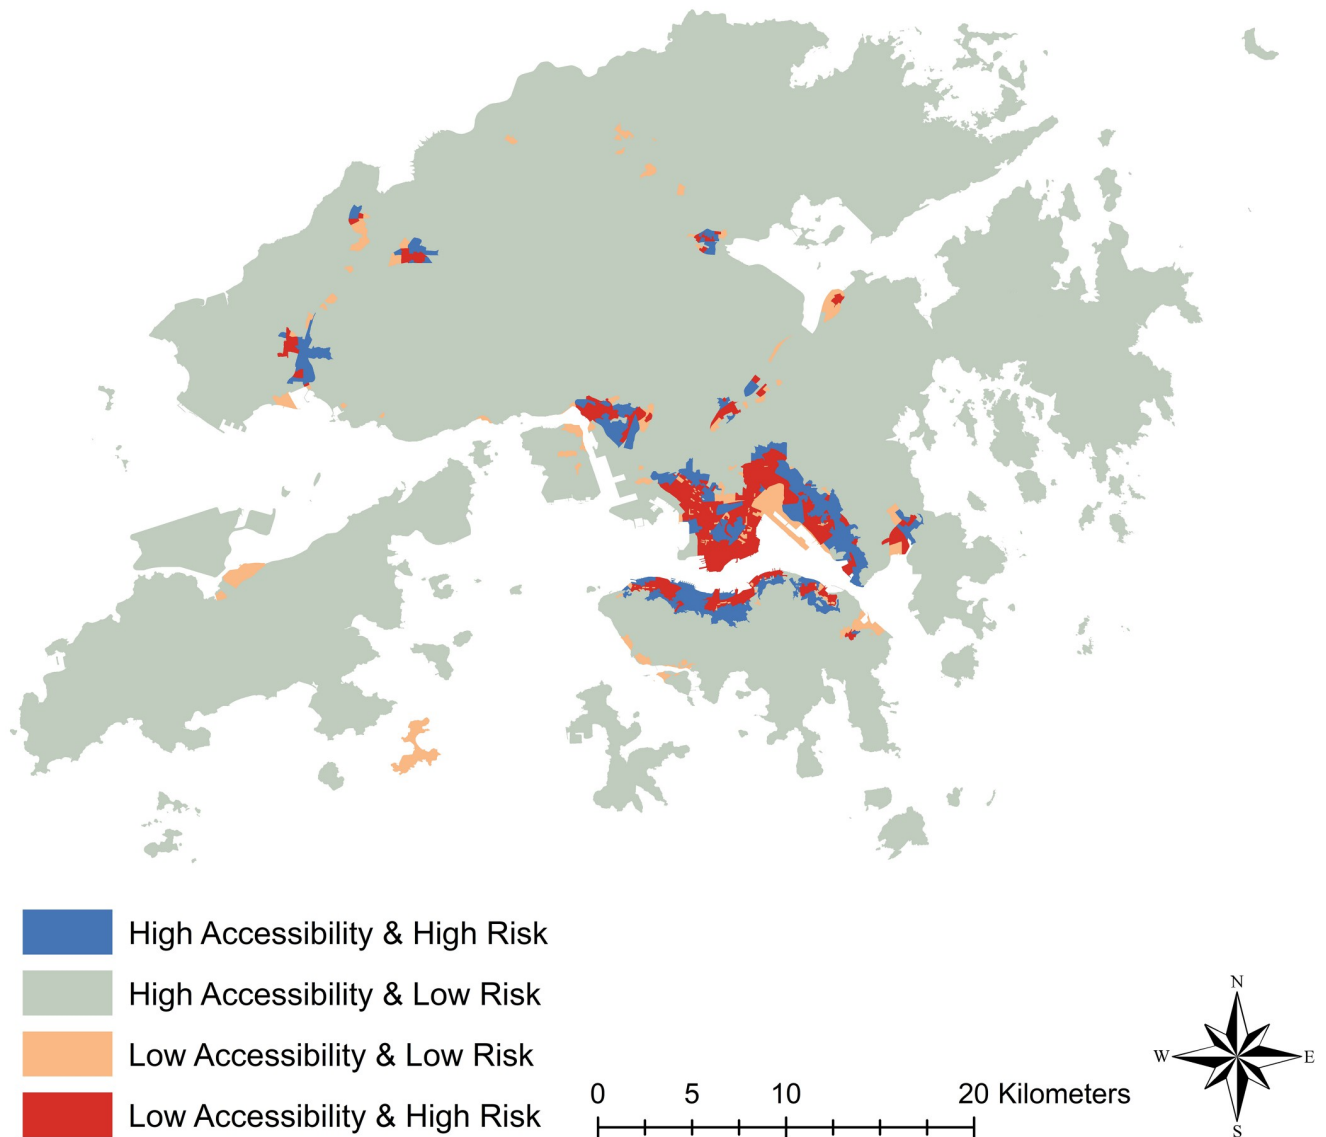 High Accessibility & High Risk
High Accessibility & Low Risk
Low Accessibility & Low Risk
Low Accessibility & High Risk
0 5 10 20 Kilometers
N
W E
S